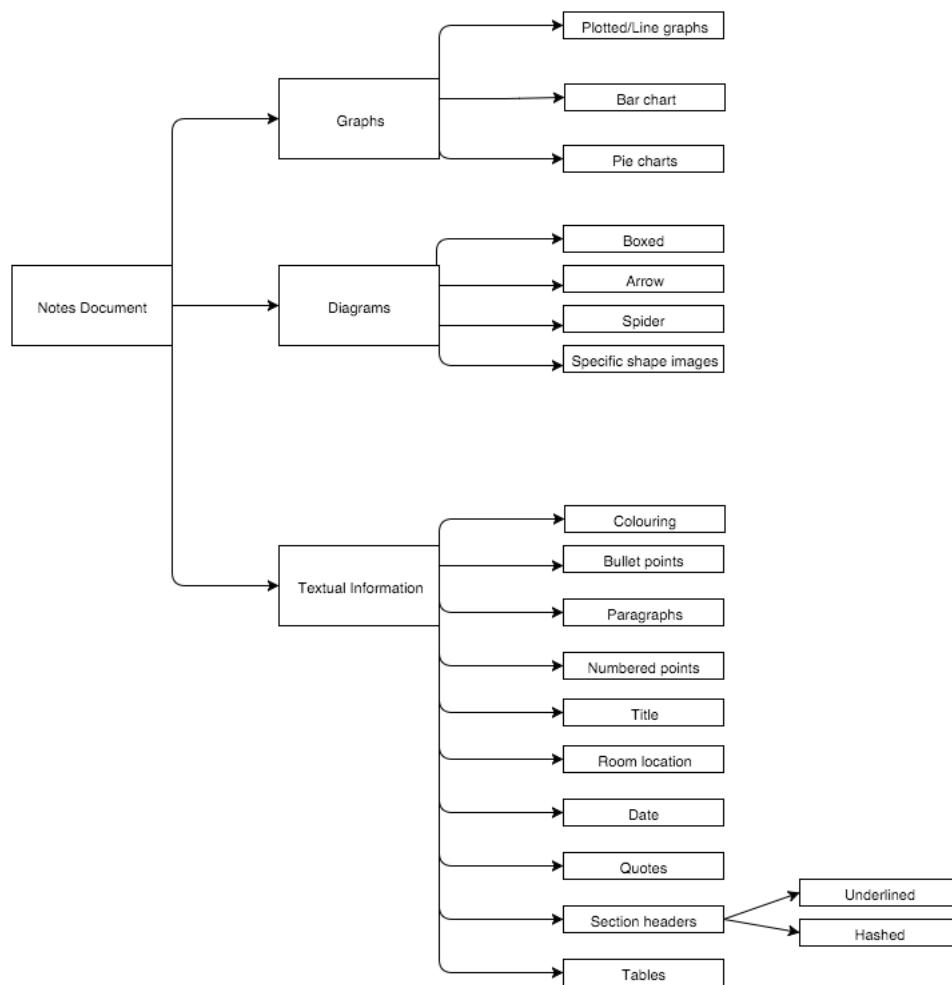 Plotted/Line graphs
Bar chart
Graphs
Pie charts
Boxed
Arrow
Notes Document
Diagrams
Spider
Specific shape images
Colouring
Bullet points
Textual Information
Paragraphs
Numbered points
Title
Room location
Date
Quotes
Underlined
Section headers
Hashed
Tables